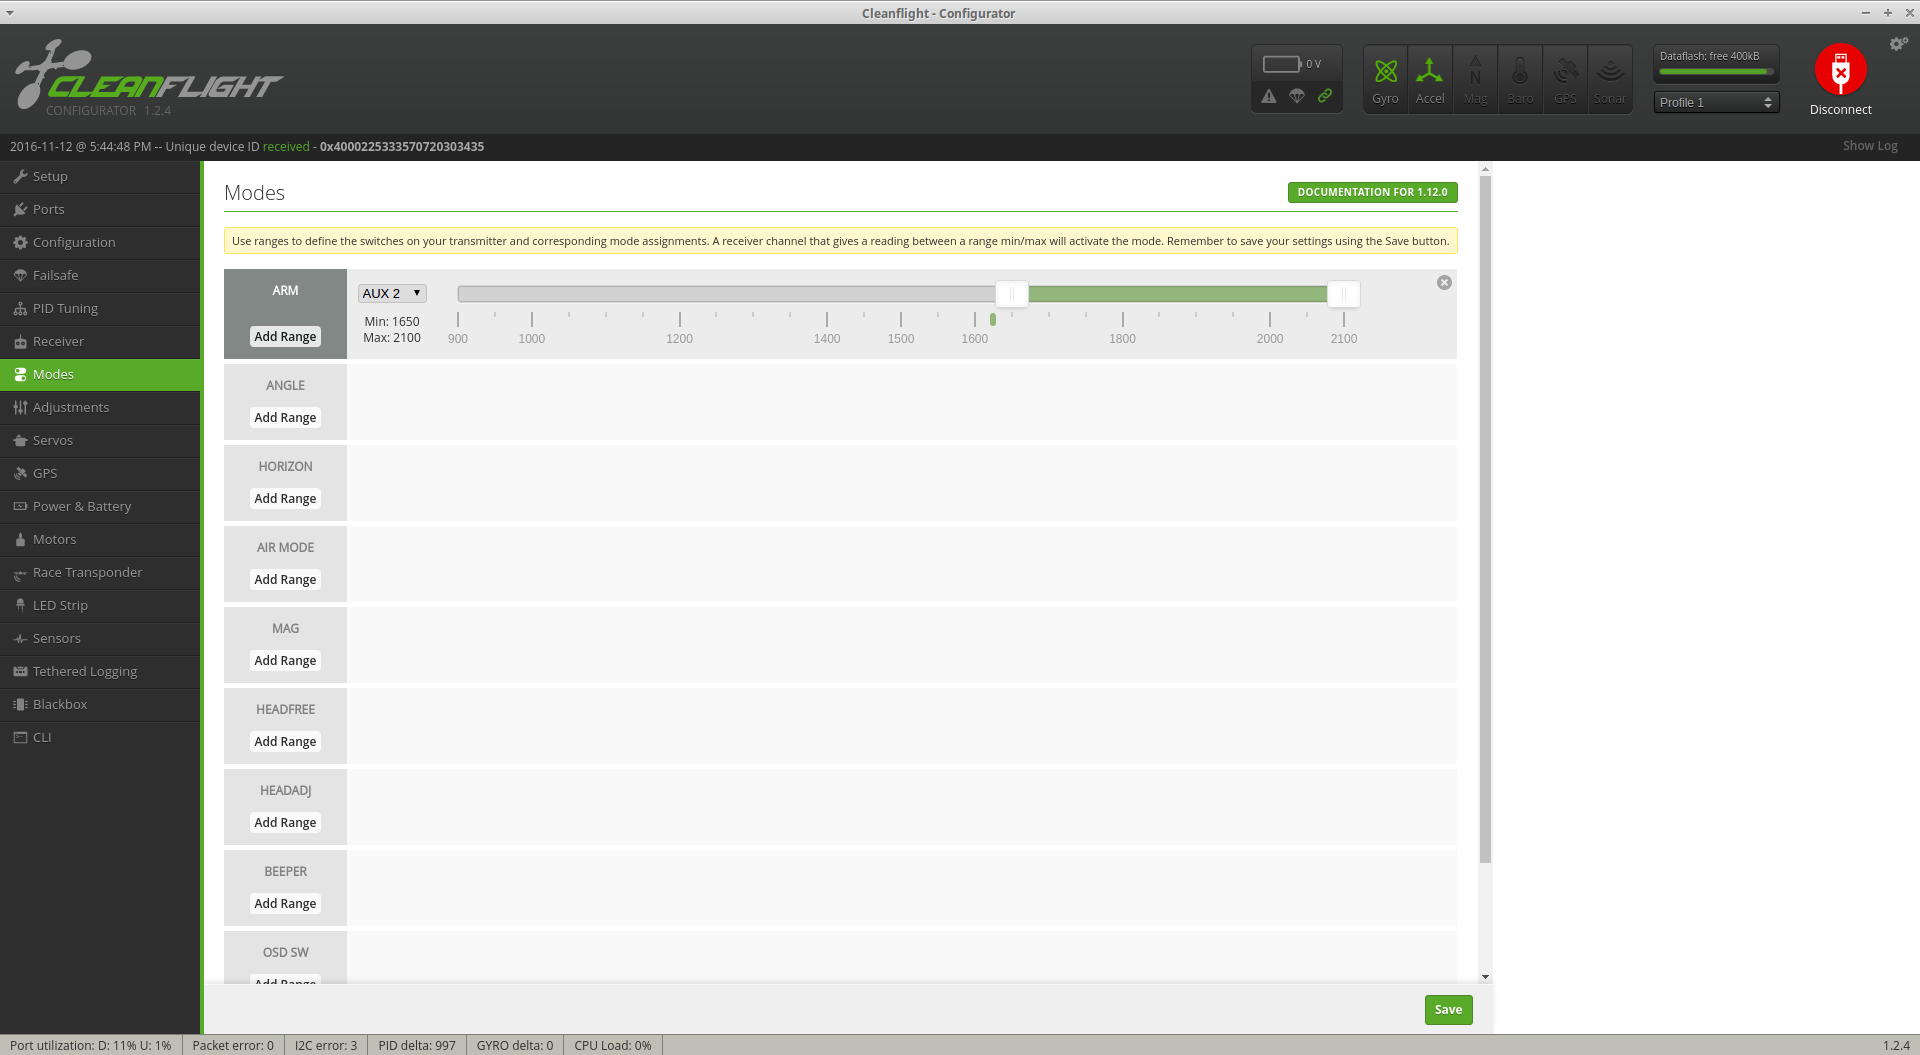 Cleanflight - Configurator
CLEANFLIGHT
CONFIGURATOR 1.2.4
0 V
Gyro Accel Mag Baro GPS Sonar
Dataflash: free 400kB
Profile 1
Disconnect
2016-11-12 @ 5:44:48 PM -- Unique device ID received - 0x4000225333570720303435
Show Log
Setup
Ports
Configuration
Failsafe
PID Tuning
Receiver
Modes
Adjustments
Servos
GPS
Power & Battery
Motors
Race Transponder
LED Strip
Sensors
Tethered Logging
Blackbox
CLI
Modes
DOCUMENTATION FOR 1.12.0
Use ranges to define the switches on your transmitter and corresponding mode assignments. A receiver channel that gives a reading between a range min/max will activate the mode. Remember to save your settings using the Save button.
ARM
Add Range
AUX 2
Min: 1650
Max: 2100
900 1000 1200 1400 1500 1600 1800 2000 2100
ANGLE
Add Range
HORIZON
Add Range
AIR MODE
Add Range
MAG
Add Range
HEADFREE
Add Range
HEADADJ
Add Range
BEEPER
Add Range
OSD SW
Add Range
Save
Port utilization: D: 11% U: 1% Packet error: 0 I2C error: 3 PID delta: 997 GYRO delta: 0 CPU Load: 0% 1.2.4